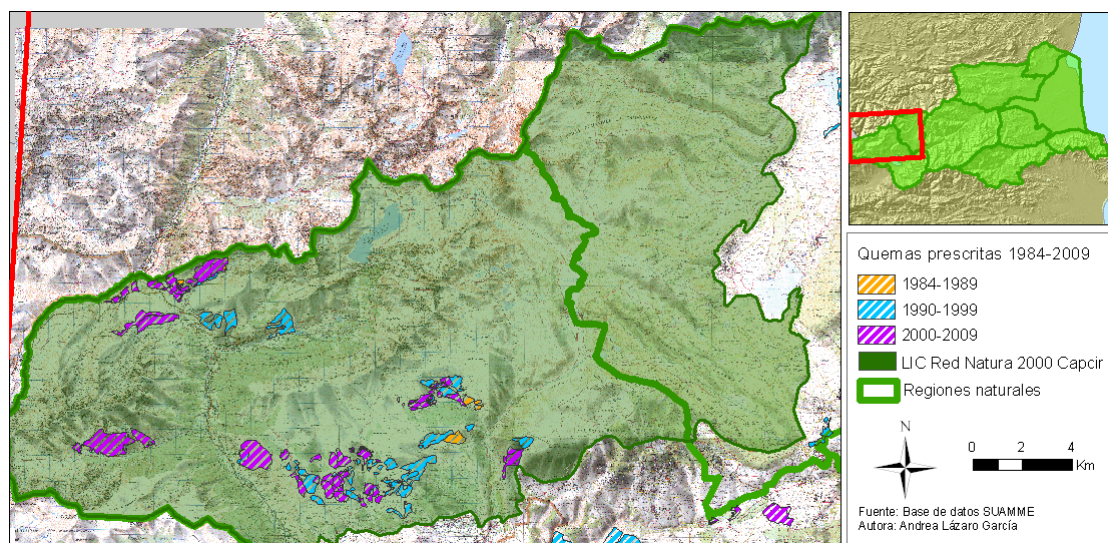 Quemas prescritas 1984-2009
1984-1989
1990-1999
2000-2009
LIC Red Natura 2000 Capcir
Regiones naturales
N
0 2 4
Km
Fuente: Base de datos SUAMME
Autora: Andrea Lázaro García